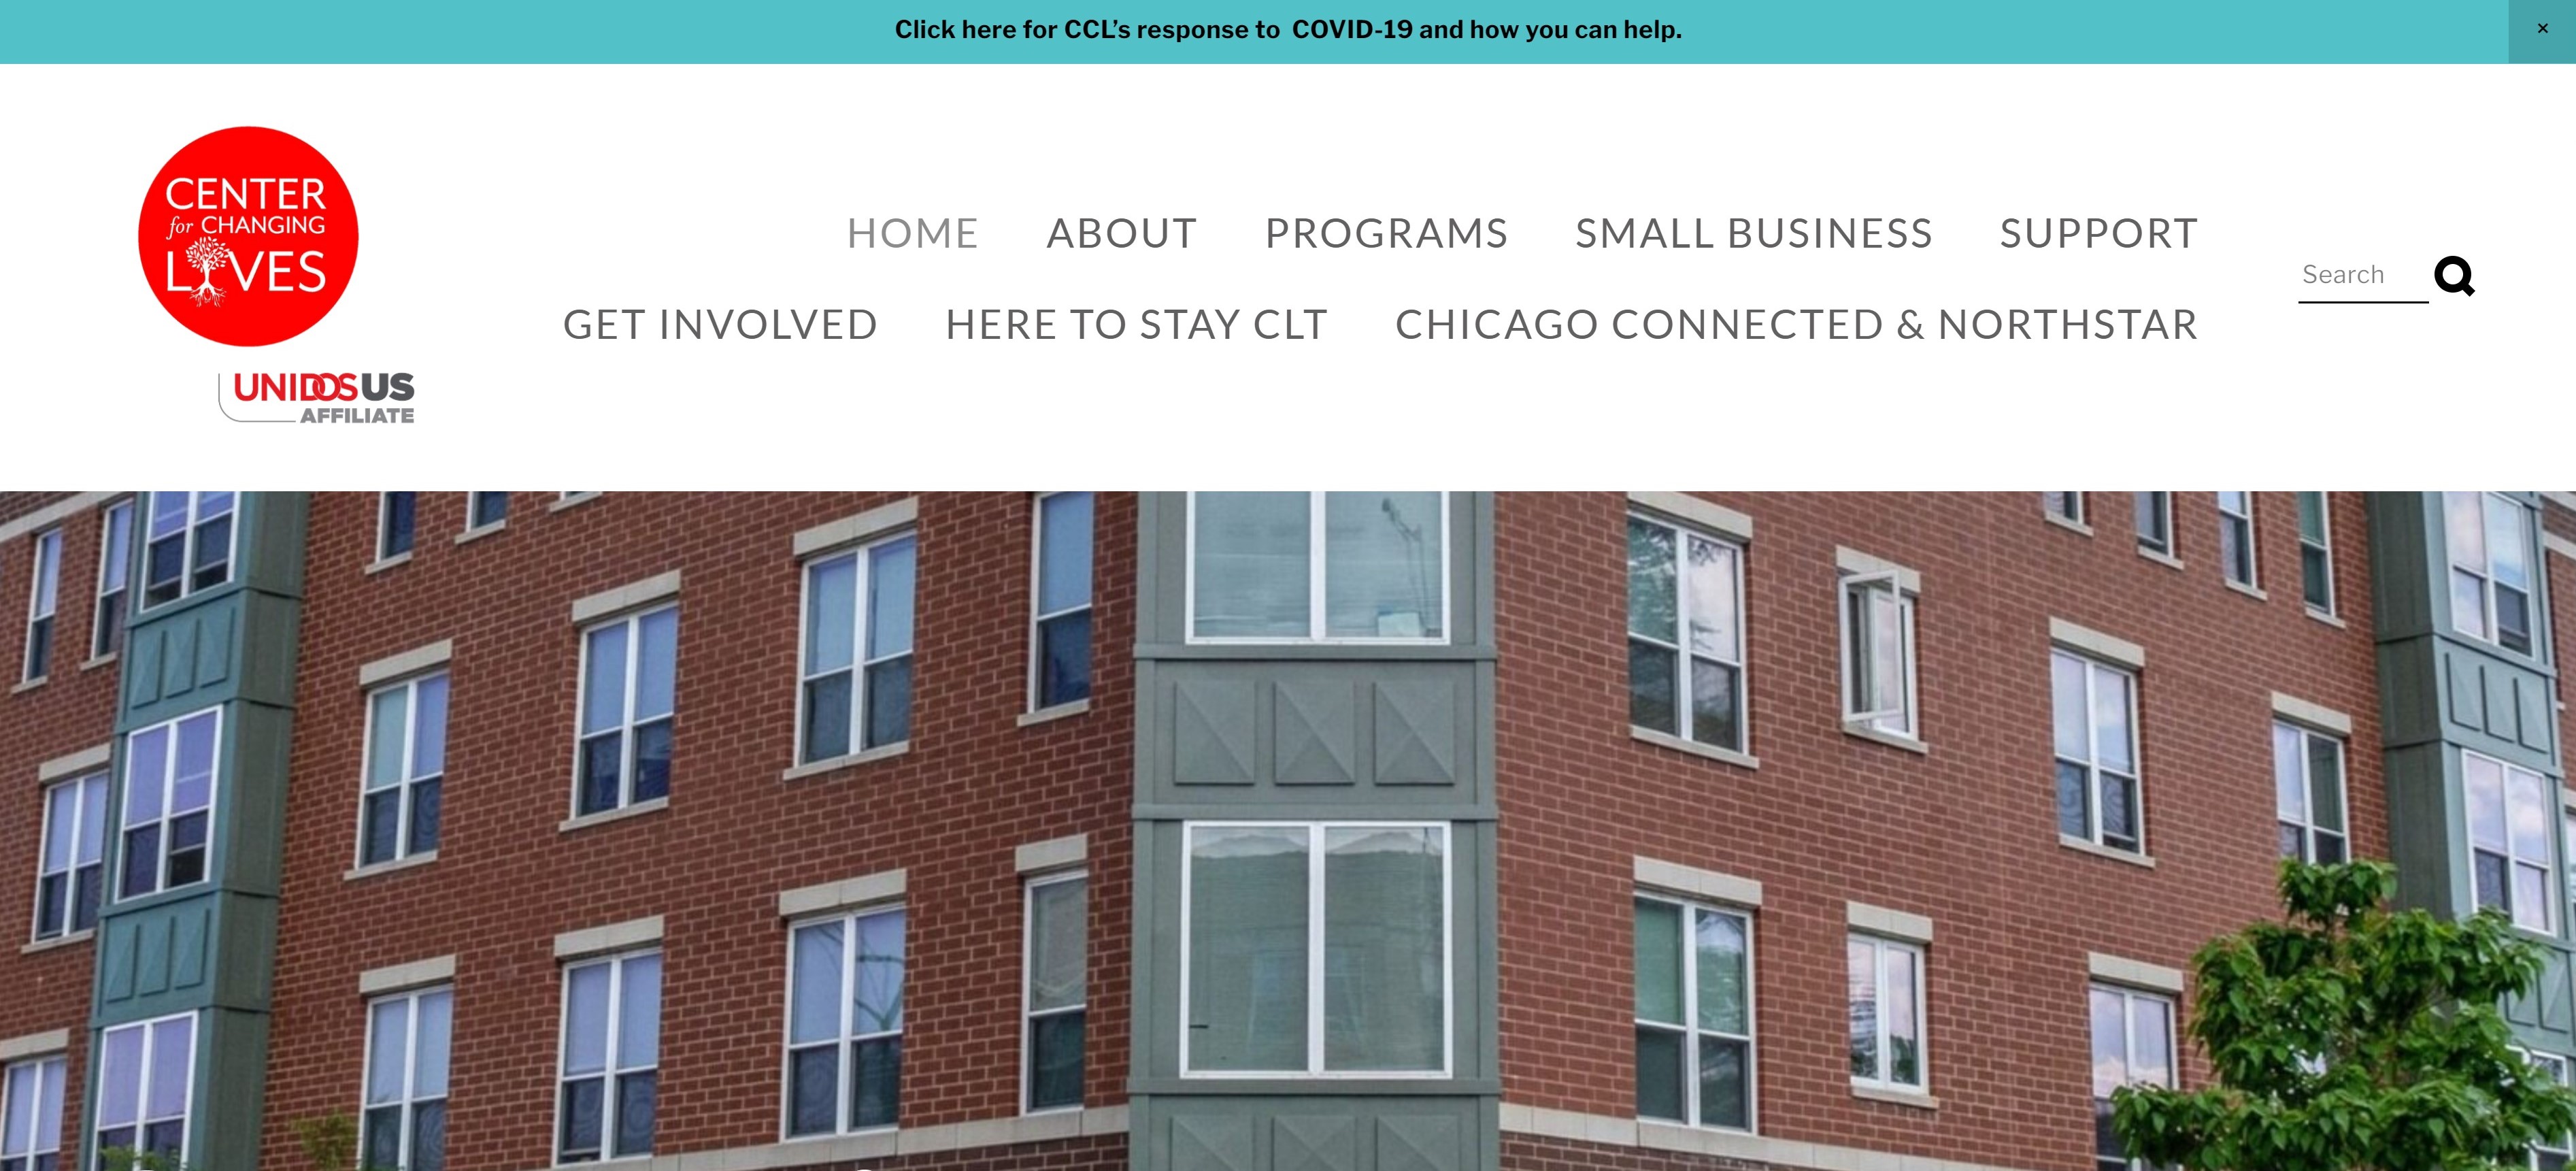 Click here for CCL’s response to  COVID-19 and how you can help.
CENTER
for CHANGING
LIVES
UNIDOSUS
AFFILIATE
HOME ABOUT PROGRAMS SMALL BUSINESS SUPPORT
GET INVOLVED HERE TO STAY CLT CHICAGO CONNECTED & NORTHSTAR
Search